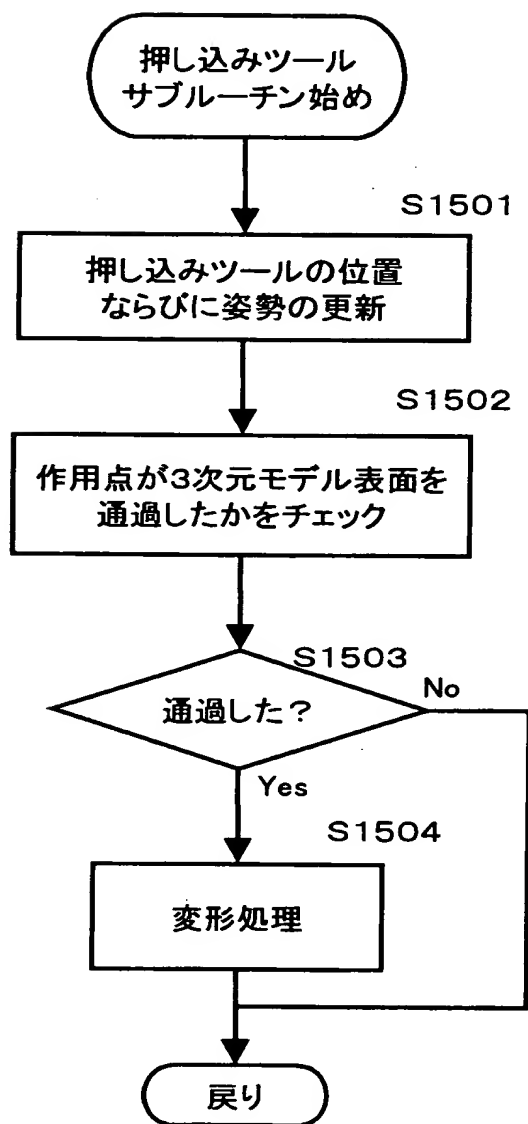 押し込みツール
サブルーチン始め
S1501
押し込みツールの位置
ならびに姿勢の更新
S1502
作用点が3次元モデル表面を
通過したかをチェック
S1503
通過した？
No
Yes
S1504
変形処理
戻り